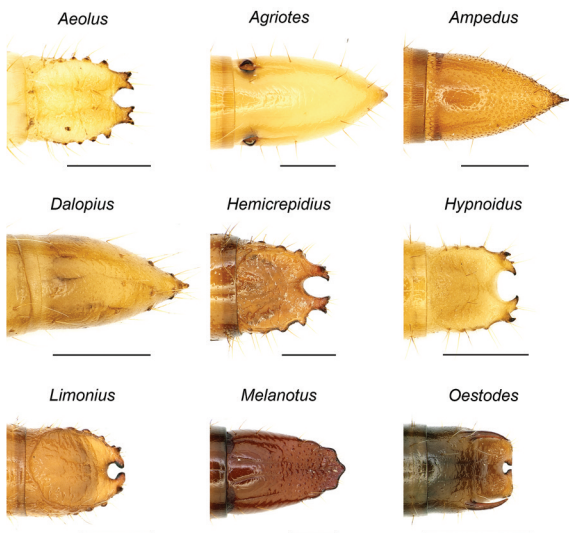 Aeolus
Agriotes
Ampedus
Dalopius
Hemicrepidius
Hypnoidus
Limonius
Melanotus
Oestodes